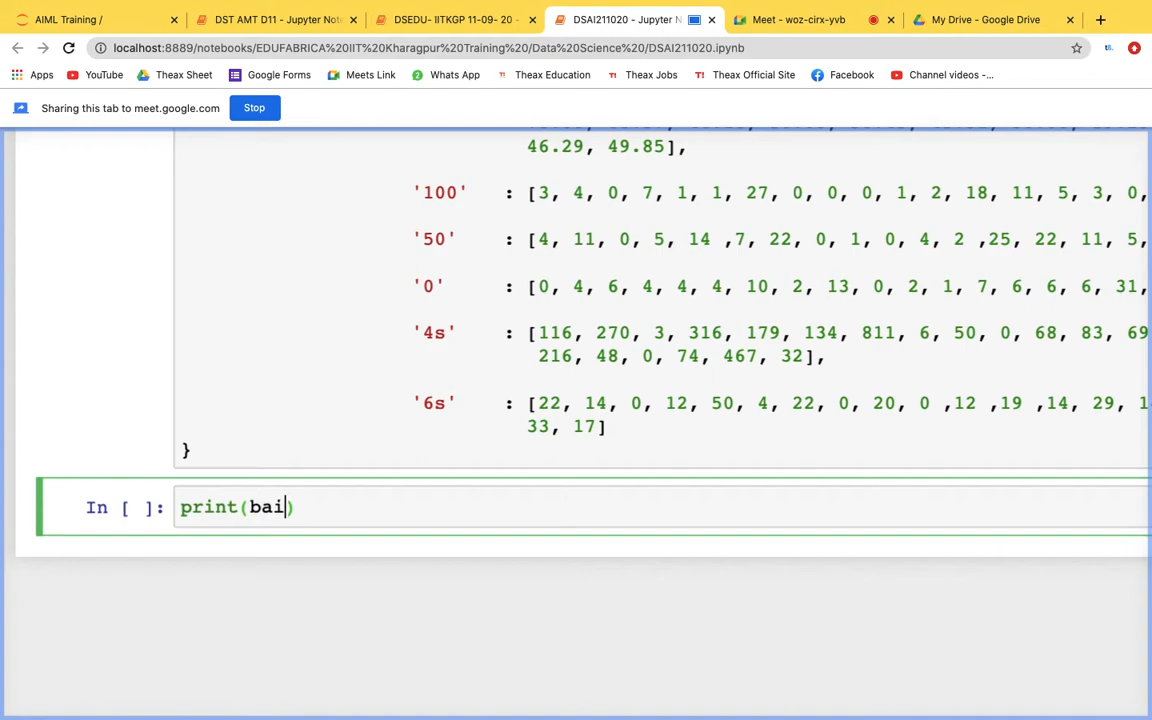 AIML Training /
DST AMT D11 - Jupyter Note
DSEDU- IITKGP 11-09- 20 -
DSAI211020 - Jupyter N
Meet - woz-cirx-yvb
My Drive - Google Drive
localhost:8889/notebooks/EDUFABRICA%20IIT%20Kharagpur%20Training%20/Data%20Science%20/DSAI211020.ipynb
Apps
YouTube
Theax Sheet
Google Forms
Meets Link
Whats App
Theax Education
Theax Jobs
Theax Official Site
Facebook
Channel videos -...
Sharing this tab to meet.google.com
Stop
46.29, 49.85],
'100' : [3, 4, 0, 7, 1, 1, 27, 0, 0, 0, 1, 2, 18, 11, 5, 3, 0,
'50' : [4, 11, 0, 5, 14 ,7, 22, 0, 1, 0, 4, 2 ,25, 22, 11, 5,
'0' : [0, 4, 6, 4, 4, 4, 10, 2, 13, 0, 2, 1, 7, 6, 6, 6, 31,
'4s' : [116, 270, 3, 316, 179, 134, 811, 6, 50, 0, 68, 83, 69
216, 48, 0, 74, 467, 32],
'6s' : [22, 14, 0, 12, 50, 4, 22, 0, 20, 0 ,12 ,19 ,14, 29, 1
33, 17]
}
In [ ]: print(bai)